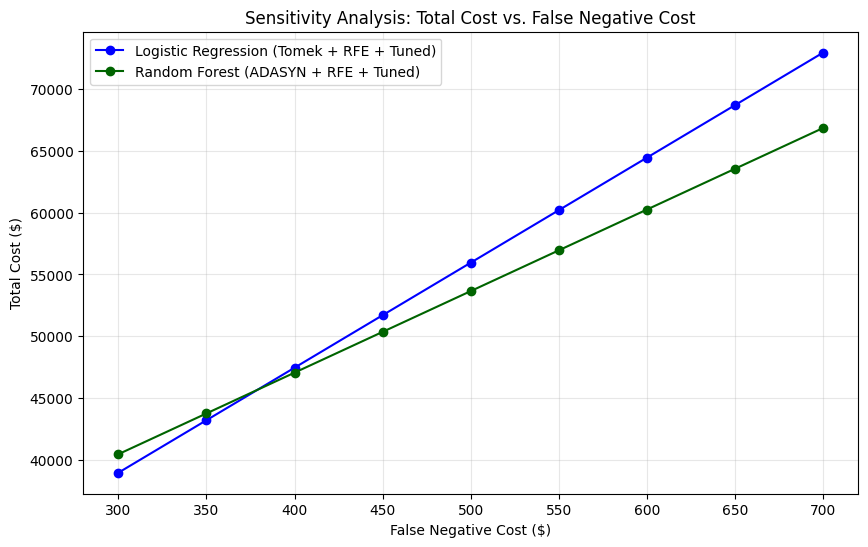 Sensitivity Analysis: Total Cost vs. False Negative Cost
Logistic Regression (Tomek + RFE + Tuned)
Random Forest (ADASYN + RFE + Tuned)
Total Cost ($)
70000
65000
60000
55000
50000
45000
40000
300 350 400 450 500 550 600 650 700
False Negative Cost ($)